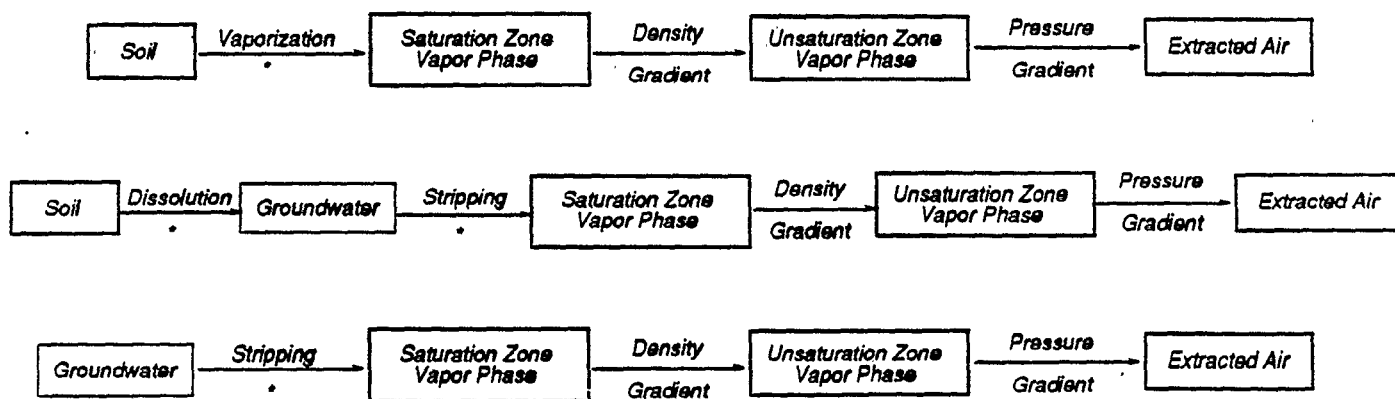 Soil
Vaporization
*
Saturation Zone
Vapor Phase
Density
Gradient
Unsaturation Zone
Vapor Phase
Pressure
Gradient
Extracted Air
Soil
Dissolution
*
Groundwater
Stripping
*
Saturation Zone
Vapor Phase
Density
Gradient
Unsaturation Zone
Vapor Phase
Pressure
Gradient
Extracted Air
Groundwater
Stripping
*
Saturation Zone
Vapor Phase
Density
Gradient
Unsaturation Zone
Vapor Phase
Pressure
Gradient
Extracted Air